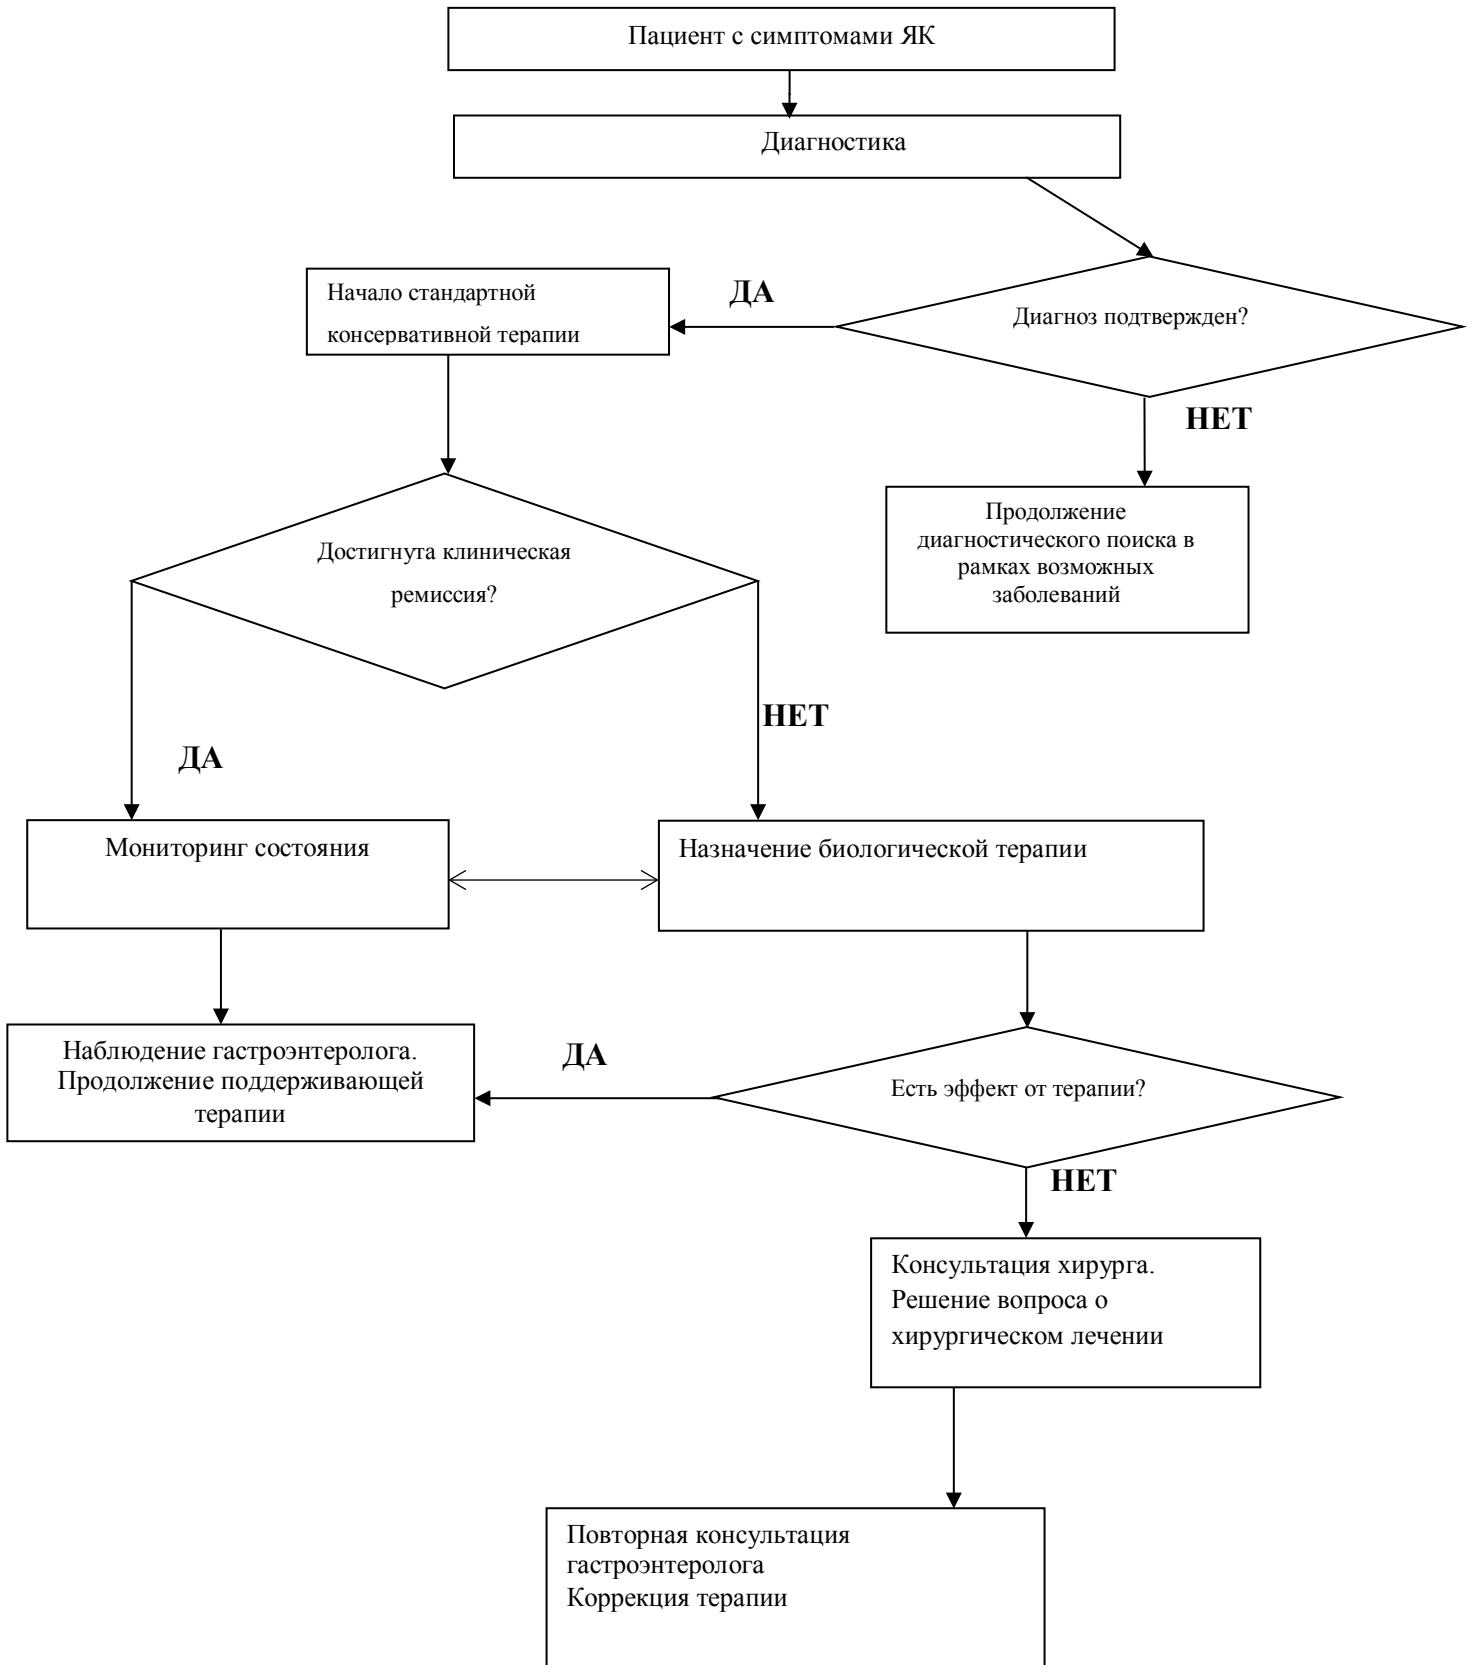 Пациент с симптомами ЯК
Диагностика
Начало стандартной
консервативной терапии
ДА
Диагноз подтвержден?
НЕТ
Продолжение
диагностического поиска в
рамках возможных
заболеваний
Достигнута клиническая
ремиссия?
НЕТ
ДА
Мониторинг состояния
Назначение биологической терапии
Наблюдение гастроэнтеролога.
Продолжение поддерживающей
терапии
ДА
Есть эффект от терапии?
НЕТ
Консультация хирурга.
Решение вопроса о
хирургическом лечении
Повторная консультация
гастроэнтеролога
Коррекция терапии